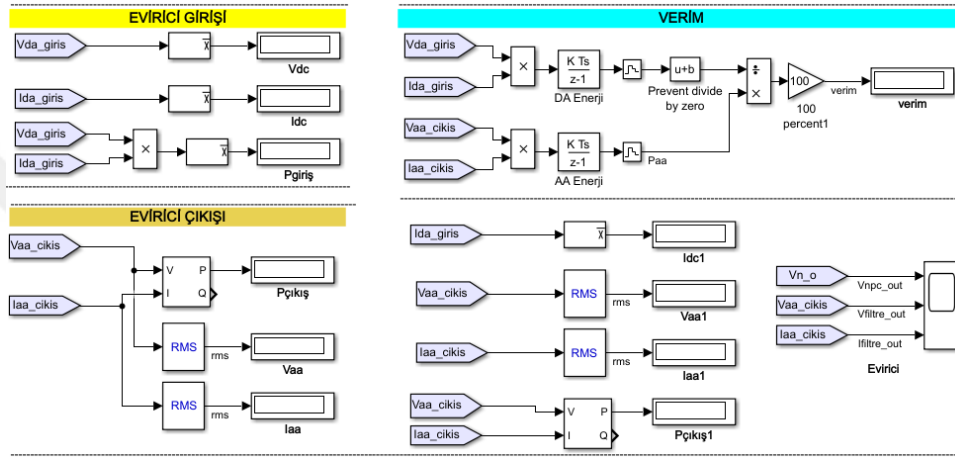 EVİRİCİ GİRİŞİ
Vda_giris
x
Vdc
Ida_giris
x
Idc
Vda_giris
Ida_giris
×
x
Pgiriş
VERİM
Vda_giris
Ida_giris
×
K Ts
z-1
DA Enerji
u+b
Prevent divide
by zero
÷
×
100
100
percent1
verim
verim
Vaa_cikis
Iaa_cikis
×
K Ts
z-1
AA Enerji
Paa
EVİRİCİ ÇIKIŞI
Vaa_cikis
Iaa_cikis
V
P
I
Q
Pçıkış
RMS
rms
Vaa
RMS
rms
Iaa
Ida_giris
x
Idc1
Vaa_cikis
RMS
rms
Vaa1
Iaa_cikis
RMS
rms
Iaa1
Vaa_cikis
Iaa_cikis
V
P
I
Q
Pçıkış1
Vn_o
Vnpc_out
Vaa_cikis
Vfiltre_out
Iaa_cikis
Ifiltre_out
Evirici